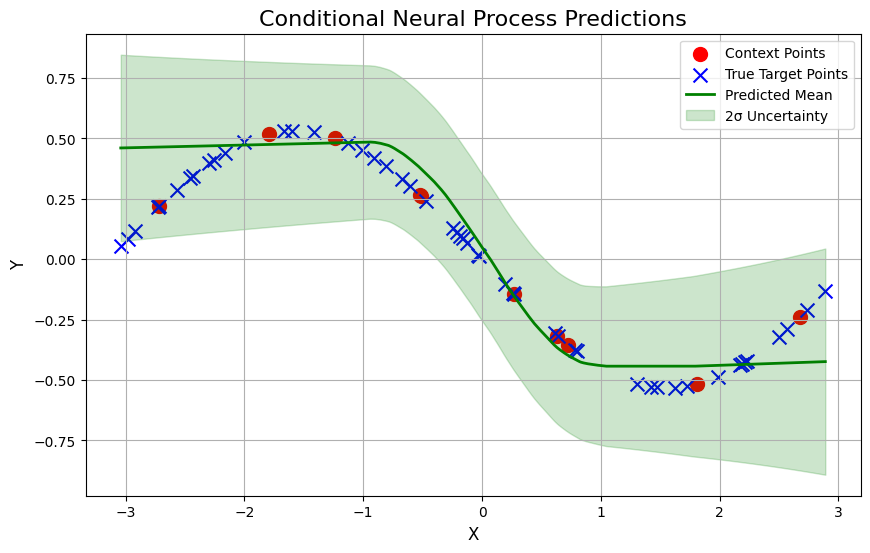 Conditional Neural Process Predictions
Context Points
True Target Points
Predicted Mean
2σ Uncertainty
0.75
0.50
0.25
0.00
−0.25
−0.50
−0.75
Y
−3
−2
−1
0
1
2
3
X